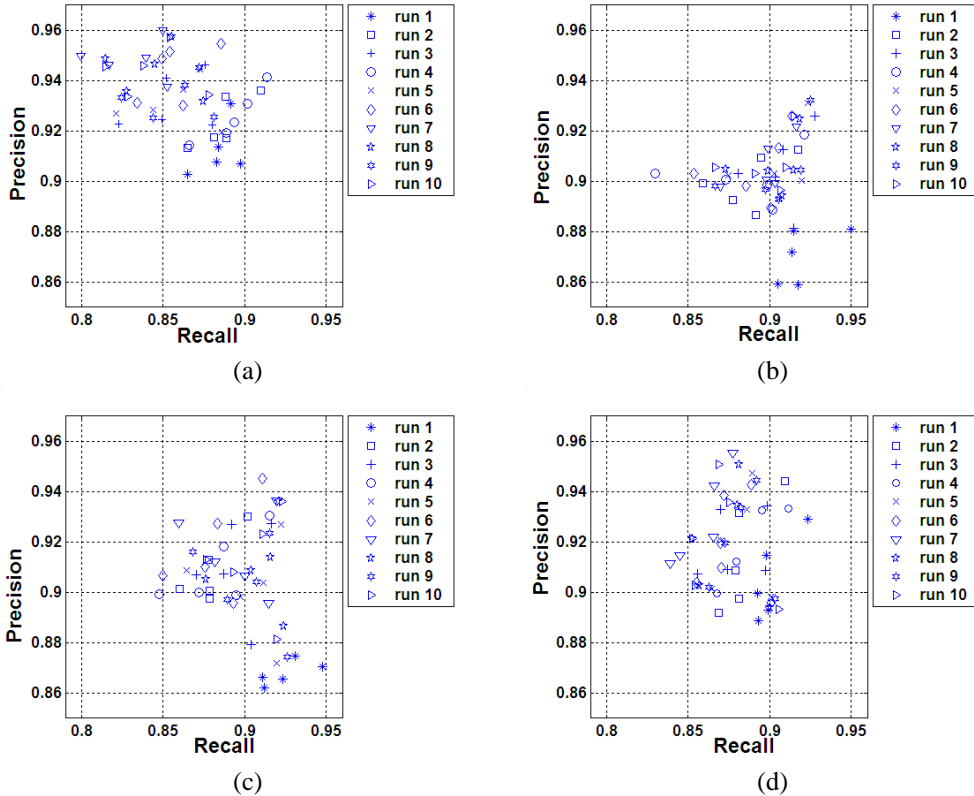 Precision
0.96
0.94
0.92
0.9
0.88
0.86
0.8
0.85
0.9
0.95
Recall
run 1
run 2
run 3
run 4
run 5
run 6
run 7
run 8
run 9
run 10
(a)
Precision
0.96
0.94
0.92
0.9
0.88
0.86
0.8
0.85
0.9
0.95
Recall
run 1
run 2
run 3
run 4
run 5
run 6
run 7
run 8
run 9
run 10
(b)
Precision
0.96
0.94
0.92
0.9
0.88
0.86
0.8
0.85
0.9
0.95
Recall
run 1
run 2
run 3
run 4
run 5
run 6
run 7
run 8
run 9
run 10
(c)
Precision
0.96
0.94
0.92
0.9
0.88
0.86
0.8
0.85
0.9
0.95
Recall
run 1
run 2
run 3
run 4
run 5
run 6
run 7
run 8
run 9
run 10
(d)